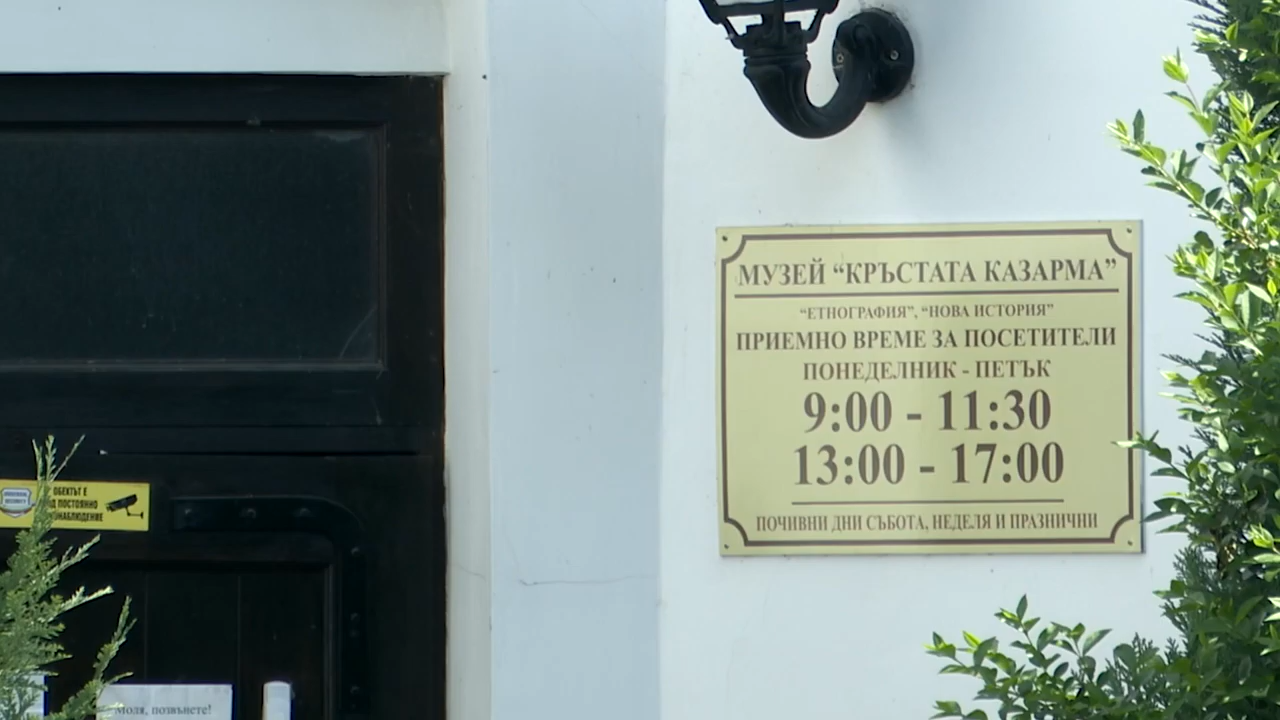 МУЗЕЙ “КРЪСТАТА КАЗАРМА”
“ЕТНОГРАФИЯ”, “НОВА ИСТОРИЯ”
ПРИЕМНО ВРЕМЕ ЗА ПОСЕТИТЕЛИ
ПОНЕДЕЛНИК - ПЕТЪК
9:00 - 11:30
13:00 - 17:00
ПОЧИВНИ ДНИ СЪБОТА, НЕДЕЛЯ И ПРАЗНИЧНИ
ОБЕКТЪТ Е
ПОСТОЯННО
Моля, позвънете!